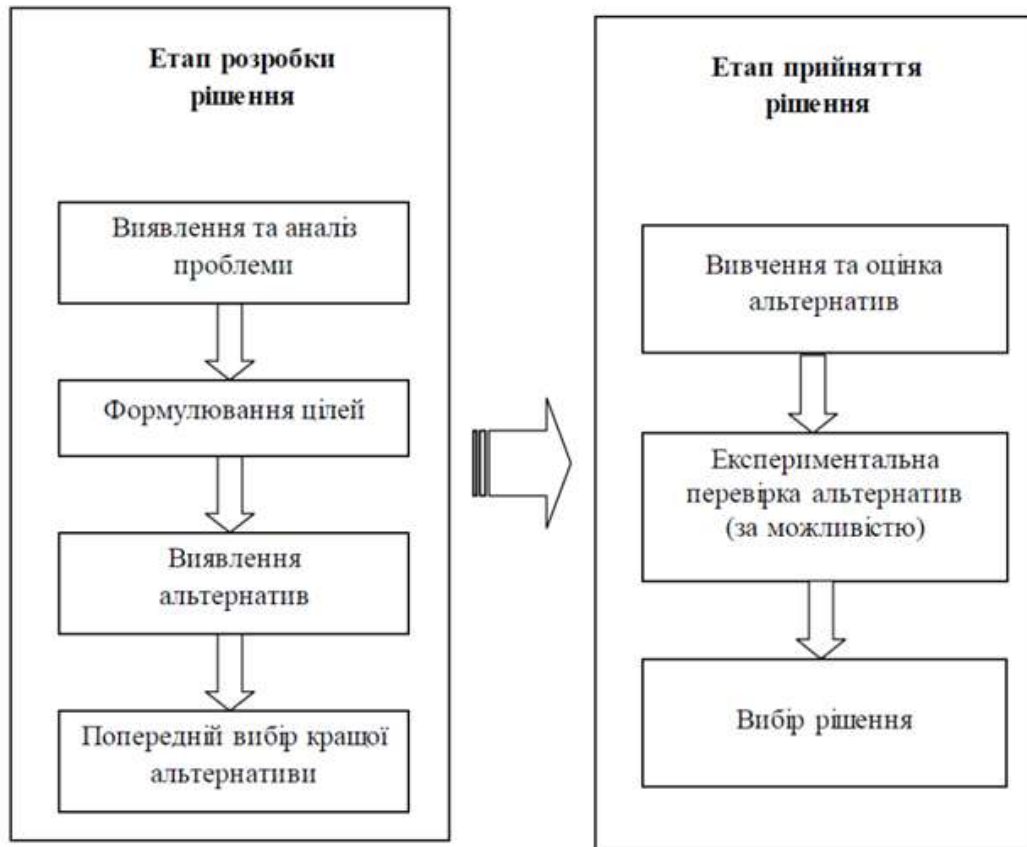 Етап розробки
рішення
Виявлення та аналіз
проблеми
Формулювання цілей
Виявлення
альтернатив
Попередній вибір кращої
альтернативи
Етап прийняття
рішення
Вивчення та оцінка
альтернатив
Експериментальна
перевірка альтернатив
(за можливістю)
Вибір рішення